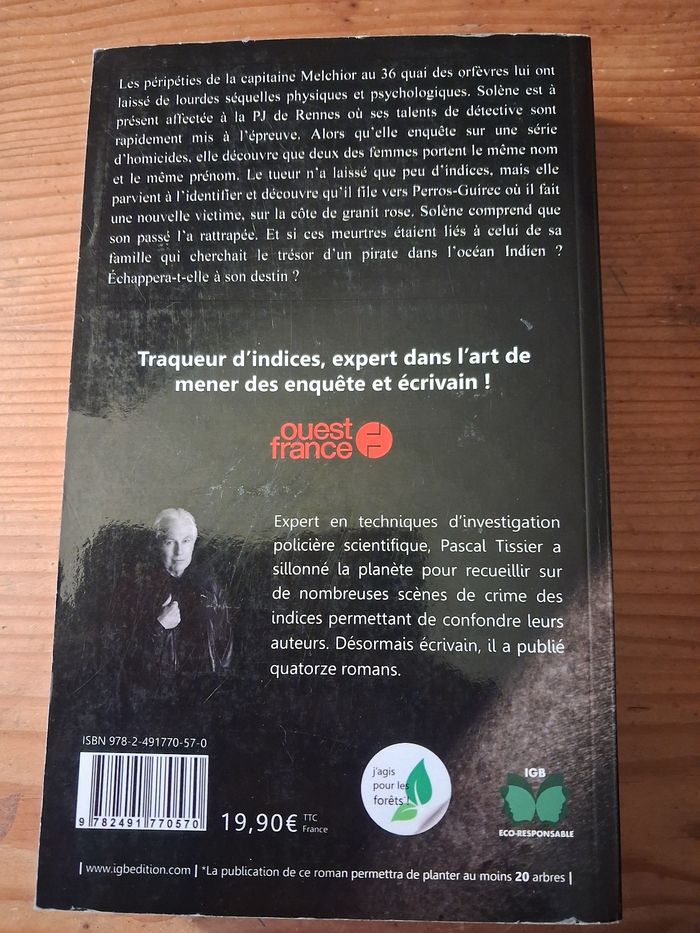 Les péripéties de la capitaine Melchior au 36 quai des orfèvres lui ont
laissé de lourdes séquelles physiques et psychologiques. Solène est à
présent affectée à la PJ de Rennes où ses talents de détective sont
rapidement mis à l'épreuve. Alors qu'elle enquête sur une série
d'homicides, elle découvre que deux des femmes portent le même nom
et le même prénom. Le tueur n'a laissé que peu d'indices, mais elle
parvient à l'identifier et découvre qu'il file vers Perros-Guirec où il fait
une nouvelle victime, sur la côte de granit rose. Solène comprend que
son passé l'a rattrapée. Et si ces meurtres étaient liés à celui de sa
famille qui cherchait le trésor d'un pirate dans l'océan Indien ?
Échappera-t-elle à son destin ?
Traqueur d'indices, expert dans l'art de
mener des enquête et écrivain !
ouest
france
Expert en techniques d'investigation
policière scientifique, Pascal Tissier a
sillonné la planète pour recueillir sur
de nombreuses scènes de crime des
indices permettant de confondre leurs
auteurs. Désormais écrivain, il a publié
quatorze romans.
ISBN 978-2-491770-57-0
9 782491 770570
19,90€ TTC
France
j'agis
pour les
forêts !
IGB
ECO-RESPONSABLE
| www.igbedition.com | *La publication de ce roman permettra de planter au moins 20 arbres |